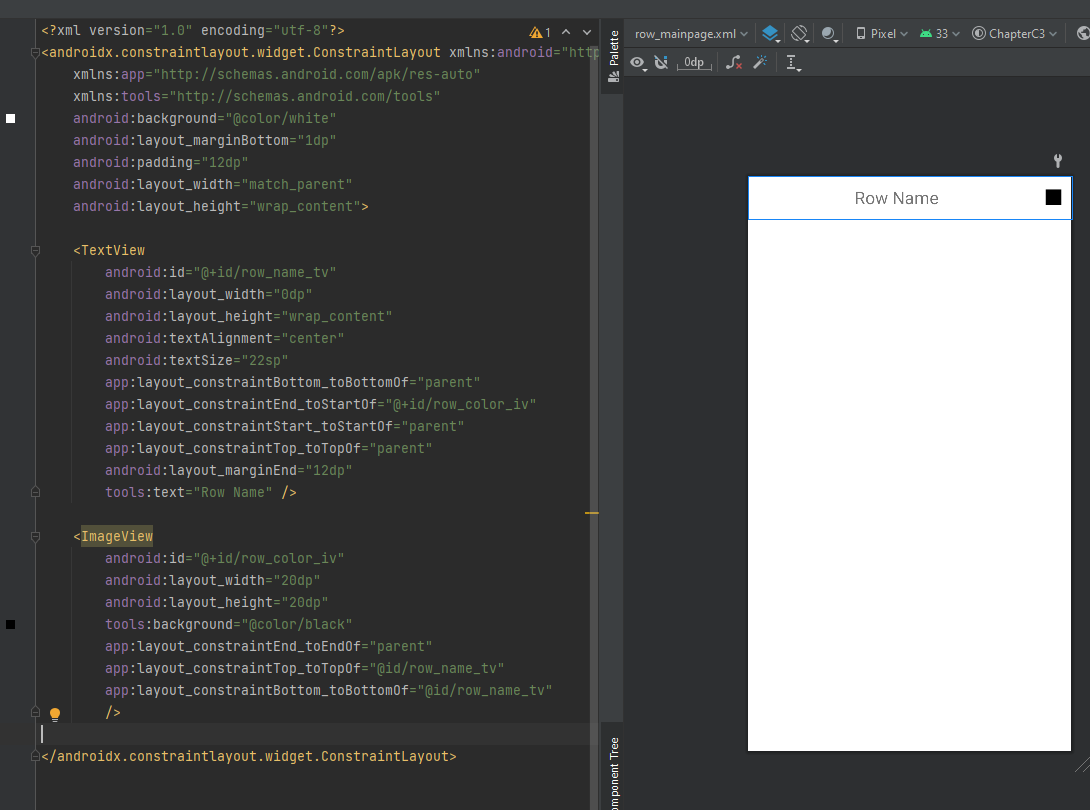 <?xml version="1.0" encoding="utf-8"?>
1
<androidx.constraintlayout.widget.ConstraintLayout xmlns:android="http
xmlns:app="http://schemas.android.com/apk/res-auto"
xmlns:tools="http://schemas.android.com/tools"
android:background="@color/white"
android:layout_marginBottom="1dp"
android:padding="12dp"
android:layout_width="match_parent"
android:layout_height="wrap_content">
<TextView
android:id="@+id/row_name_tv"
android:layout_width="0dp"
android:layout_height="wrap_content"
android:textAlignment="center"
android:textSize="22sp"
app:layout_constraintBottom_toBottomOf="parent"
app:layout_constraintEnd_toStartOf="@+id/row_color_iv"
app:layout_constraintStart_toStartOf="parent"
app:layout_constraintTop_toTopOf="parent"
android:layout_marginEnd="12dp"
tools:text="Row Name" />
<ImageView
android:id="@+id/row_color_iv"
android:layout_width="20dp"
android:layout_height="20dp"
tools:background="@color/black"
app:layout_constraintEnd_toEndOf="parent"
app:layout_constraintTop_toTopOf="@id/row_name_tv"
app:layout_constraintBottom_toBottomOf="@id/row_name_tv"
/>
</androidx.constraintlayout.widget.ConstraintLayout>
Palette
mponent Tree
row_mainpage.xml
Pixel
33
ChapterC3
0dp
Row Name